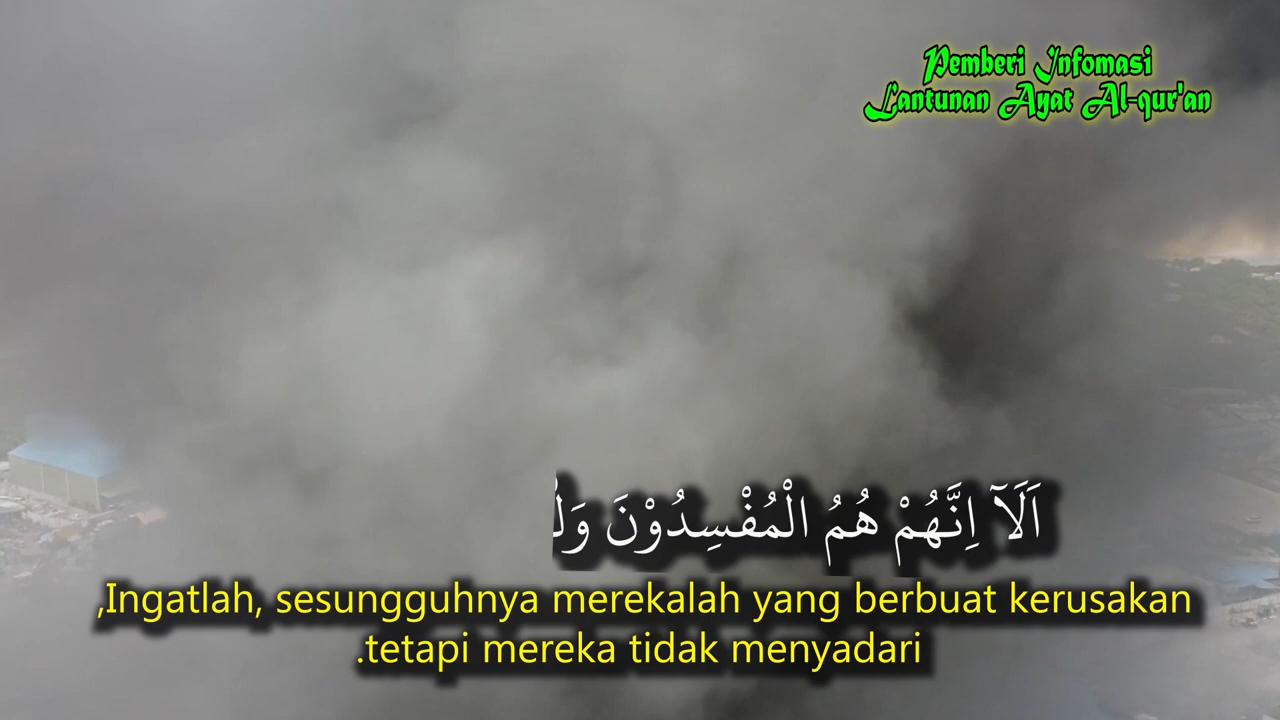 Pemberi Infomasi
Lantunan Ayat Al-qur'an
اَلَآ اِنَّهُمْ هُمُ الْمُفْسِدُوْنَ
,Ingatlah, sesungguhnya merekalah yang berbuat kerusakan
.tetapi mereka tidak menyadari